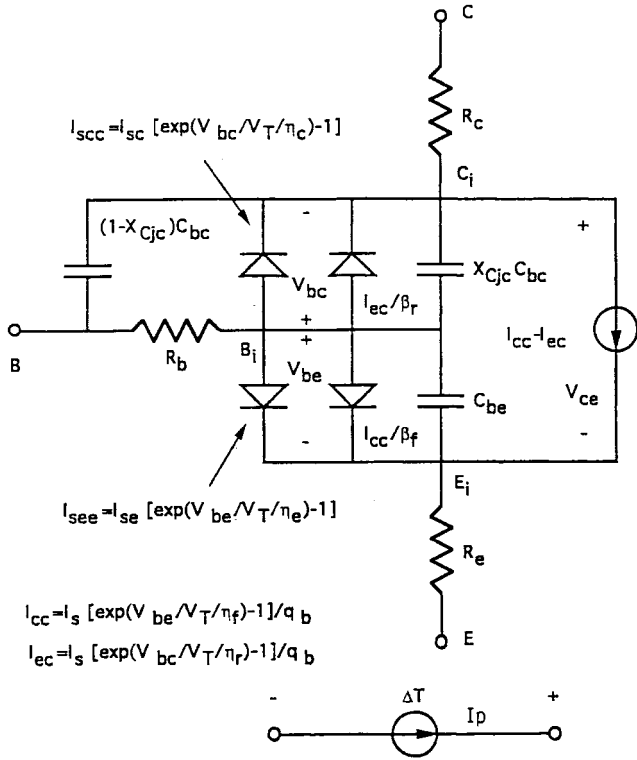 C
R_c
I_scc=I_sc [exp(V_bc/V_T/η_c)-1]
C_i
(1-X_Cjc)C_bc
-
+
V_bc
I_ec/β_r
X_Cjc C_bc
I_cc-I_ec
+
B
R_b
B_i
+
V_be
I_cc/β_f
C_be
V_ce
-
-
E_i
I_see=I_se [exp(V_be/V_T/η_e)-1]
R_e
I_cc=I_s [exp(V_be/V_T/η_f)-1]/q_b
E
I_ec=I_s [exp(V_bc/V_T/η_r)-1]/q_b
-
ΔT
Ip
+